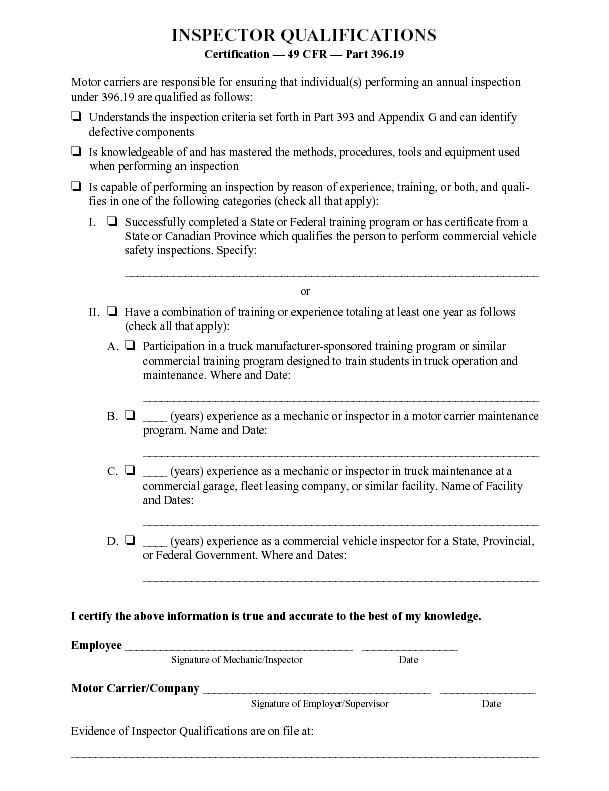 INSPECTOR QUALIFICATIONS
Certification — 49 CFR — Part 396.19
Motor carriers are responsible for ensuring that individual(s) performing an annual inspection
under 396.19 are qualified as follows:
❏ Understands the inspection criteria set forth in Part 393 and Appendix G and can identify
defective components
❏ Is knowledgeable of and has mastered the methods, procedures, tools and equipment used
when performing an inspection
❏ Is capable of performing an inspection by reason of experience, training, or both, and quali-
fies in one of the following categories (check all that apply):
I. ❏ Successfully completed a State or Federal training program or has certificate from a
State or Canadian Province which qualifies the person to perform commercial vehicle
safety inspections. Specify:
or
II. ❏ Have a combination of training or experience totaling at least one year as follows
(check all that apply):
A. ❏ Participation in a truck manufacturer-sponsored training program or similar
commercial training program designed to train students in truck operation and
maintenance. Where and Date:
B. ❏ ____ (years) experience as a mechanic or inspector in a motor carrier maintenance
program. Name and Date:
C. ❏ ____ (years) experience as a mechanic or inspector in truck maintenance at a
commercial garage, fleet leasing company, or similar facility. Name of Facility
and Dates:
D. ❏ ____ (years) experience as a commercial vehicle inspector for a State, Provincial,
or Federal Government. Where and Dates:
I certify the above information is true and accurate to the best of my knowledge.
Employee
Signature of Mechanic/Inspector Date
Motor Carrier/Company
Signature of Employer/Supervisor Date
Evidence of Inspector Qualifications are on file at: